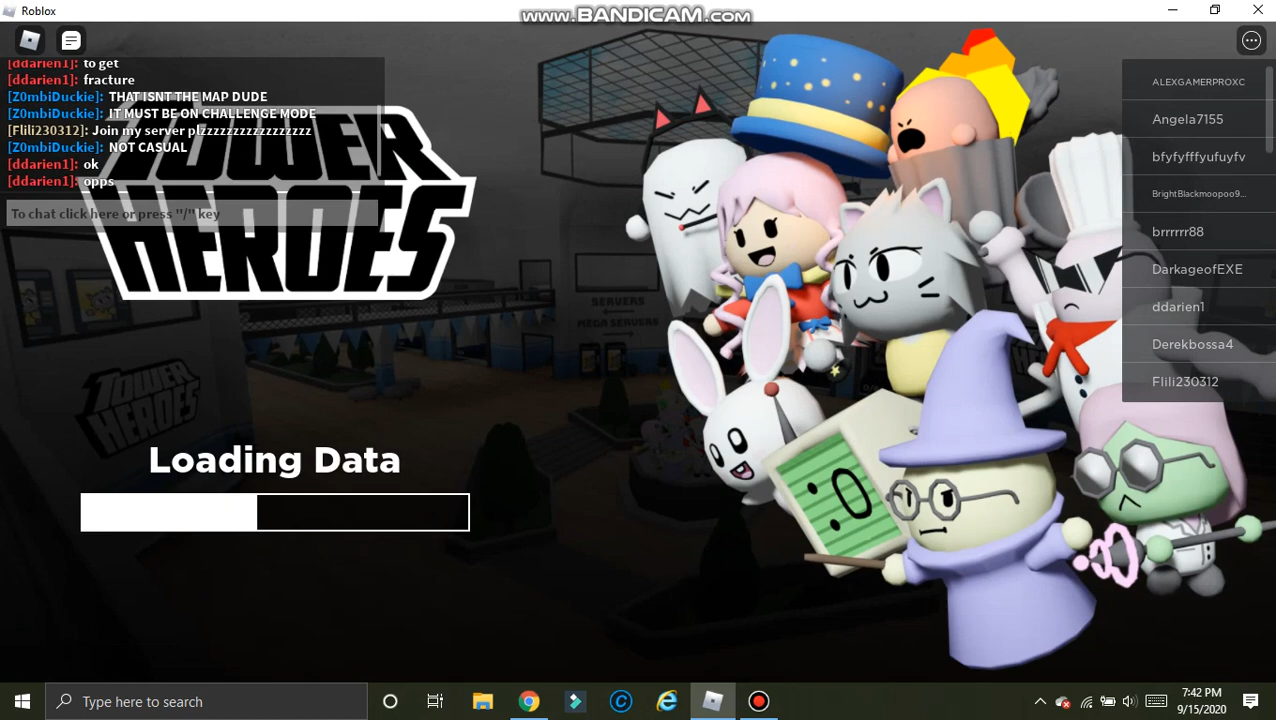 Roblox
www.BANDICAM.com
[ddarien1]: to get
[ddarien1]: fracture
[Z0mbiDuckie]: THAT ISNT THE MAP DUDE
[Z0mbiDuckie]: IT MUST BE ON CHALLENGE MODE
[Flili230312]: Join my server plzzzzzzzzzzzzzzzzz
[Z0mbiDuckie]: NOT CASUAL
[ddarien1]: ok
[ddarien1]: opps
To chat click here or press "/" key
TOWER
HEROES
SERVERS
MEGA SERVERS
TOWER
HEROES
Loading Data
ALEXGAMERPROXC
Angela7155
bfyfyfffyufuyfv
BrightBlackmoopoo9...
brrrrrr88
DarkageofEXE
ddarien1
Derekbossa4
Flili230312
Type here to search
7:42 PM
9/15/2020